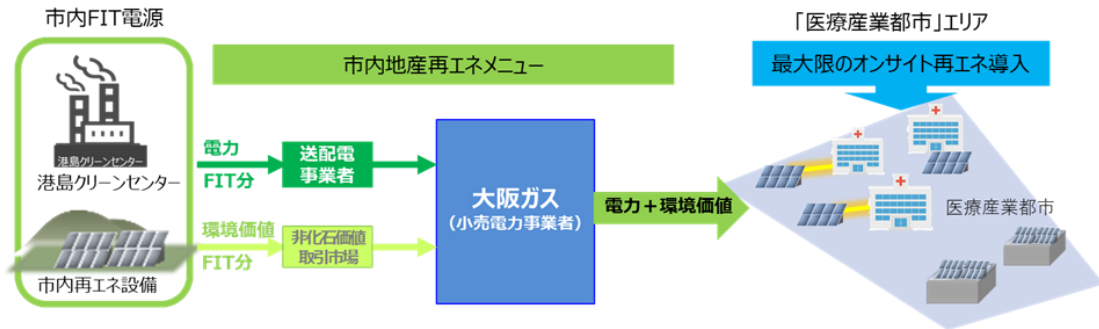 市内FIT電源
「医療産業都市」エリア
市内地産再エネメニュー
最大限のオンサイト再エネ導入
港島クリーンセンター
港島クリーンセンター
電力
FIT分
送配電
事業者
大阪ガス
(小売電力事業者)
電力＋環境価値
医療産業都市
環境価値
FIT分
非化石価値
取引市場
市内再エネ設備